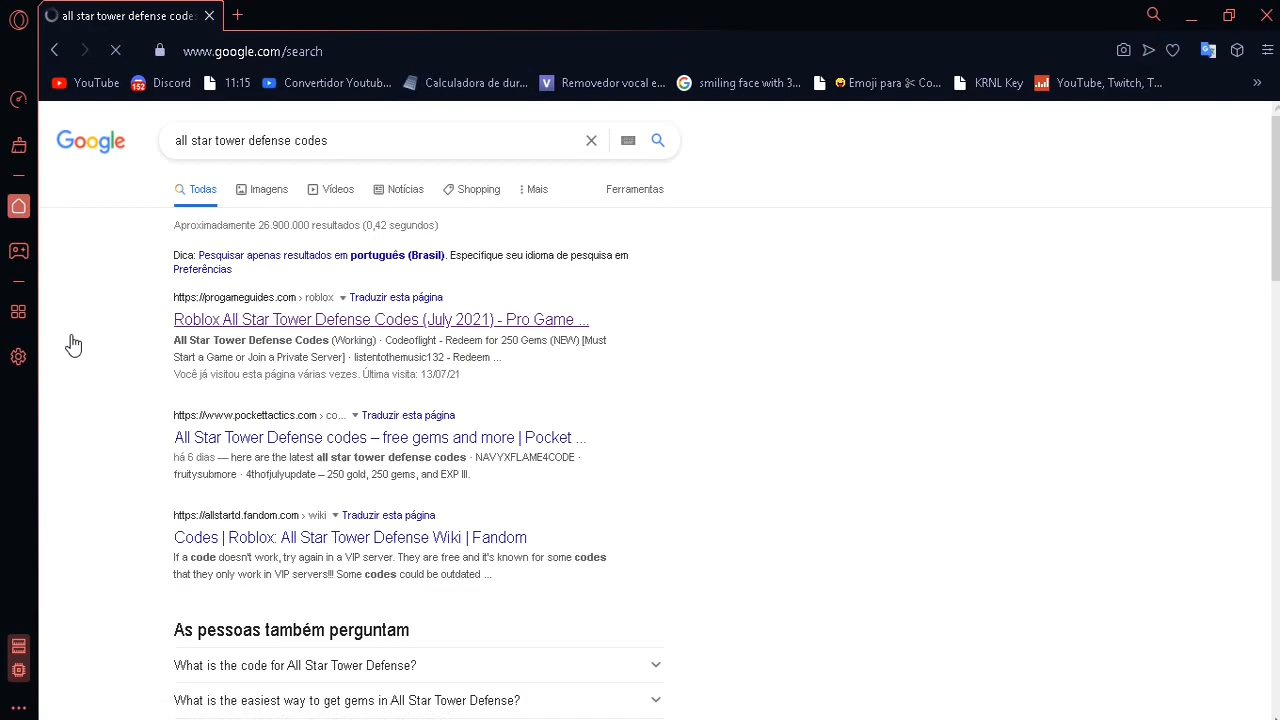 all star tower defense codes
www.google.com/search
YouTube Discord 11:15 Convertidor Youtub... Calculadora de dur... Removedor vocal e... smiling face with 3... Emoji para ✂ Co... KRNL Key YouTube, Twitch, T...
152
Google
all star tower defense codes
Todas Imagens Vídeos Notícias Shopping Mais Ferramentas
Aproximadamente 26.900.000 resultados (0,42 segundos)
Dica: Pesquisar apenas resultados em português (Brasil). Especifique seu idioma de pesquisa em
Preferências
https://progameguides.com › roblox Traduzir esta página
Roblox All Star Tower Defense Codes (July 2021) - Pro Game ...
All Star Tower Defense Codes (Working) · Codeoflight - Redeem for 250 Gems (NEW) [Must
Start a Game or Join a Private Server] · listentothemusic132 - Redeem ...
Você já visitou esta página várias vezes. Última visita: 13/07/21
https://www.pockettactics.com › co... Traduzir esta página
All Star Tower Defense codes – free gems and more | Pocket ...
há 6 dias — here are the latest all star tower defense codes · NAVYXFLAME4CODE ·
fruitysubmore · 4thofjulyupdate – 250 gold, 250 gems, and EXP III.
https://allstartd.fandom.com › wiki Traduzir esta página
Codes | Roblox: All Star Tower Defense Wiki | Fandom
If a code doesn't work, try again in a VIP server. They are free and it's known for some codes
that they only work in VIP servers!!! Some codes could be outdated ...
As pessoas também perguntam
What is the code for All Star Tower Defense?
What is the easiest way to get gems in All Star Tower Defense?